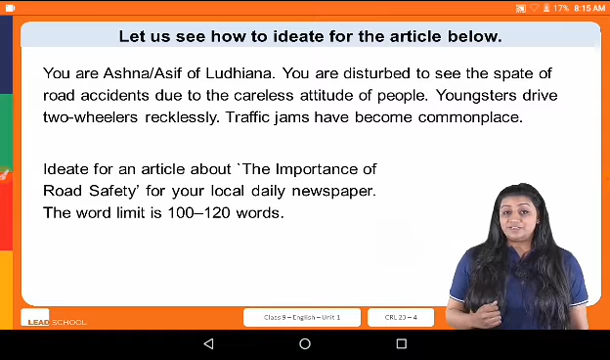 17% 8:15 AM
Let us see how to ideate for the article below.
You are Ashna/Asif of Ludhiana. You are disturbed to see the spate of
road accidents due to the careless attitude of people. Youngsters drive
two-wheelers recklessly. Traffic jams have become commonplace.
Ideate for an article about `The Importance of
Road Safety' for your local daily newspaper.
The word limit is 100–120 words.
LEAD SCHOOL
Class 9 – English – Unit 1
CRL 23 – 4